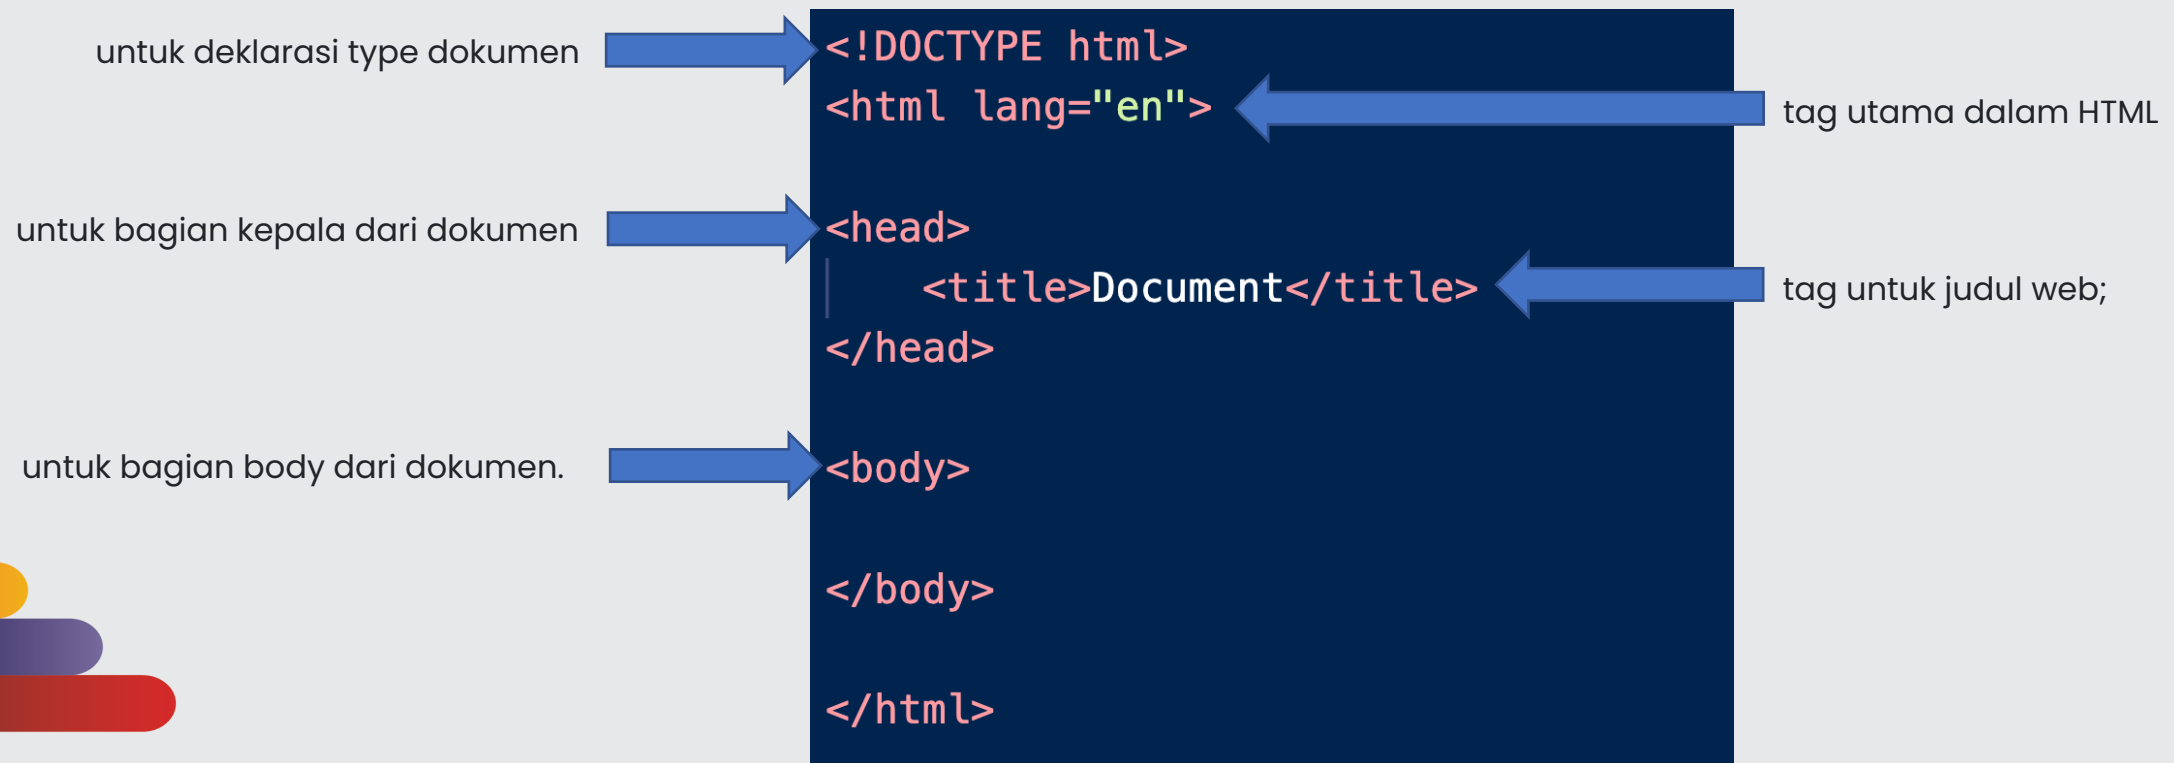 untuk deklarasi type dokumen
<!DOCTYPE html>
<html lang="en">
tag utama dalam HTML
untuk bagian kepala dari dokumen
<head>
<title>Document</title>
tag untuk judul web;
</head>
untuk bagian body dari dokumen.
<body>
</body>
</html>